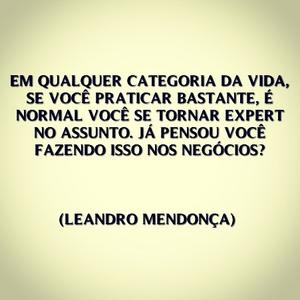 EM QUALQUER CATEGORIA DA VIDA,
SE VOCÊ PRATICAR BASTANTE, É
NORMAL VOCÊ SE TORNAR EXPERT
NO ASSUNTO. JÁ PENSOU VOCÊ
FAZENDO ISSO NOS NEGÓCIOS?
(LEANDRO MENDONÇA)